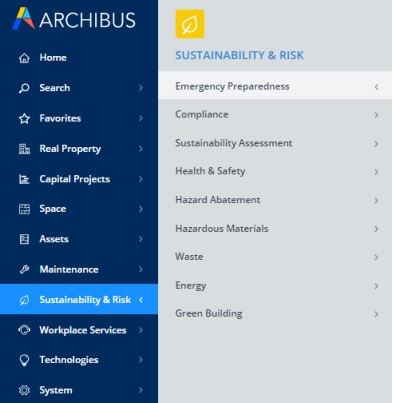 ARCHIBUS
Home
Search
Favorites
Real Property
Capital Projects
Space
Assets
Maintenance
Sustainability & Risk
Workplace Services
Technologies
System
SUSTAINABILITY & RISK
Emergency Preparedness
Compliance
Sustainability Assessment
Health & Safety
Hazard Abatement
Hazardous Materials
Waste
Energy
Green Building